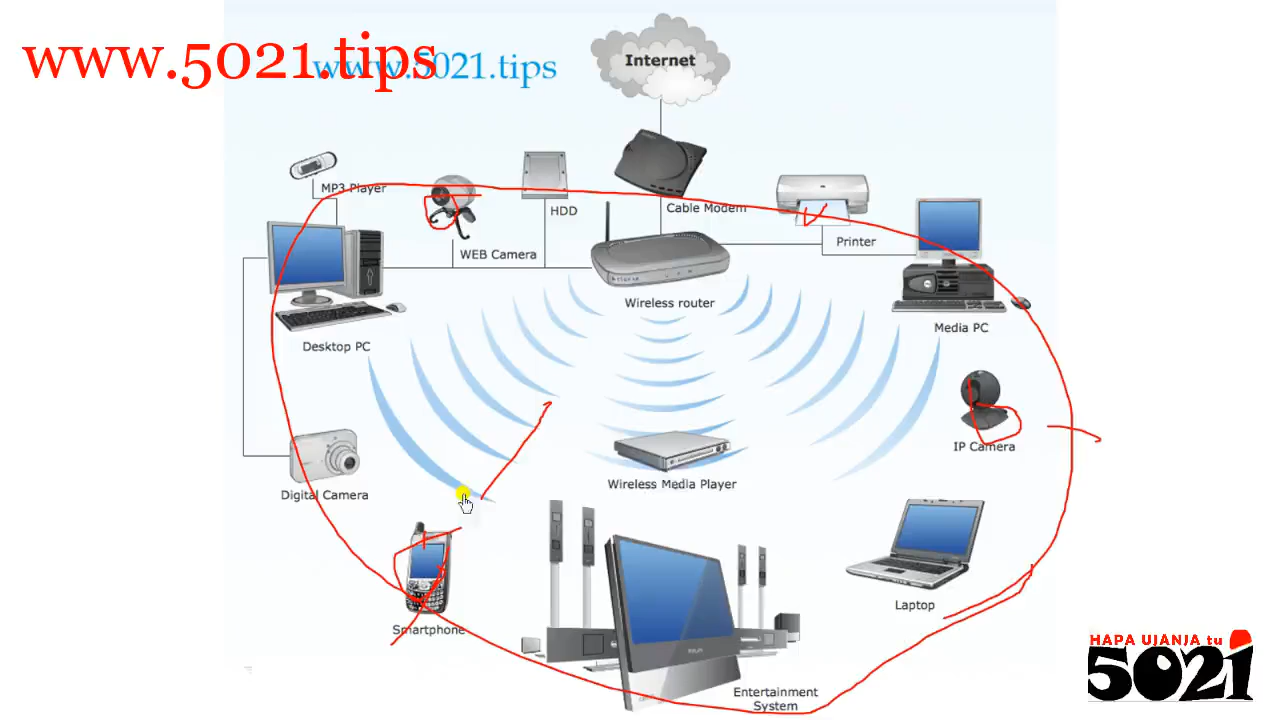 www.5021.tips
www.5021.tips
Internet
MP3 Player
HDD
Cable Modem
Printer
WEB Camera
Wireless router
Media PC
Desktop PC
IP Camera
Wireless Media Player
Digital Camera
Laptop
Smartphone
Entertainment
System
HAPA UJANJA tu
5021